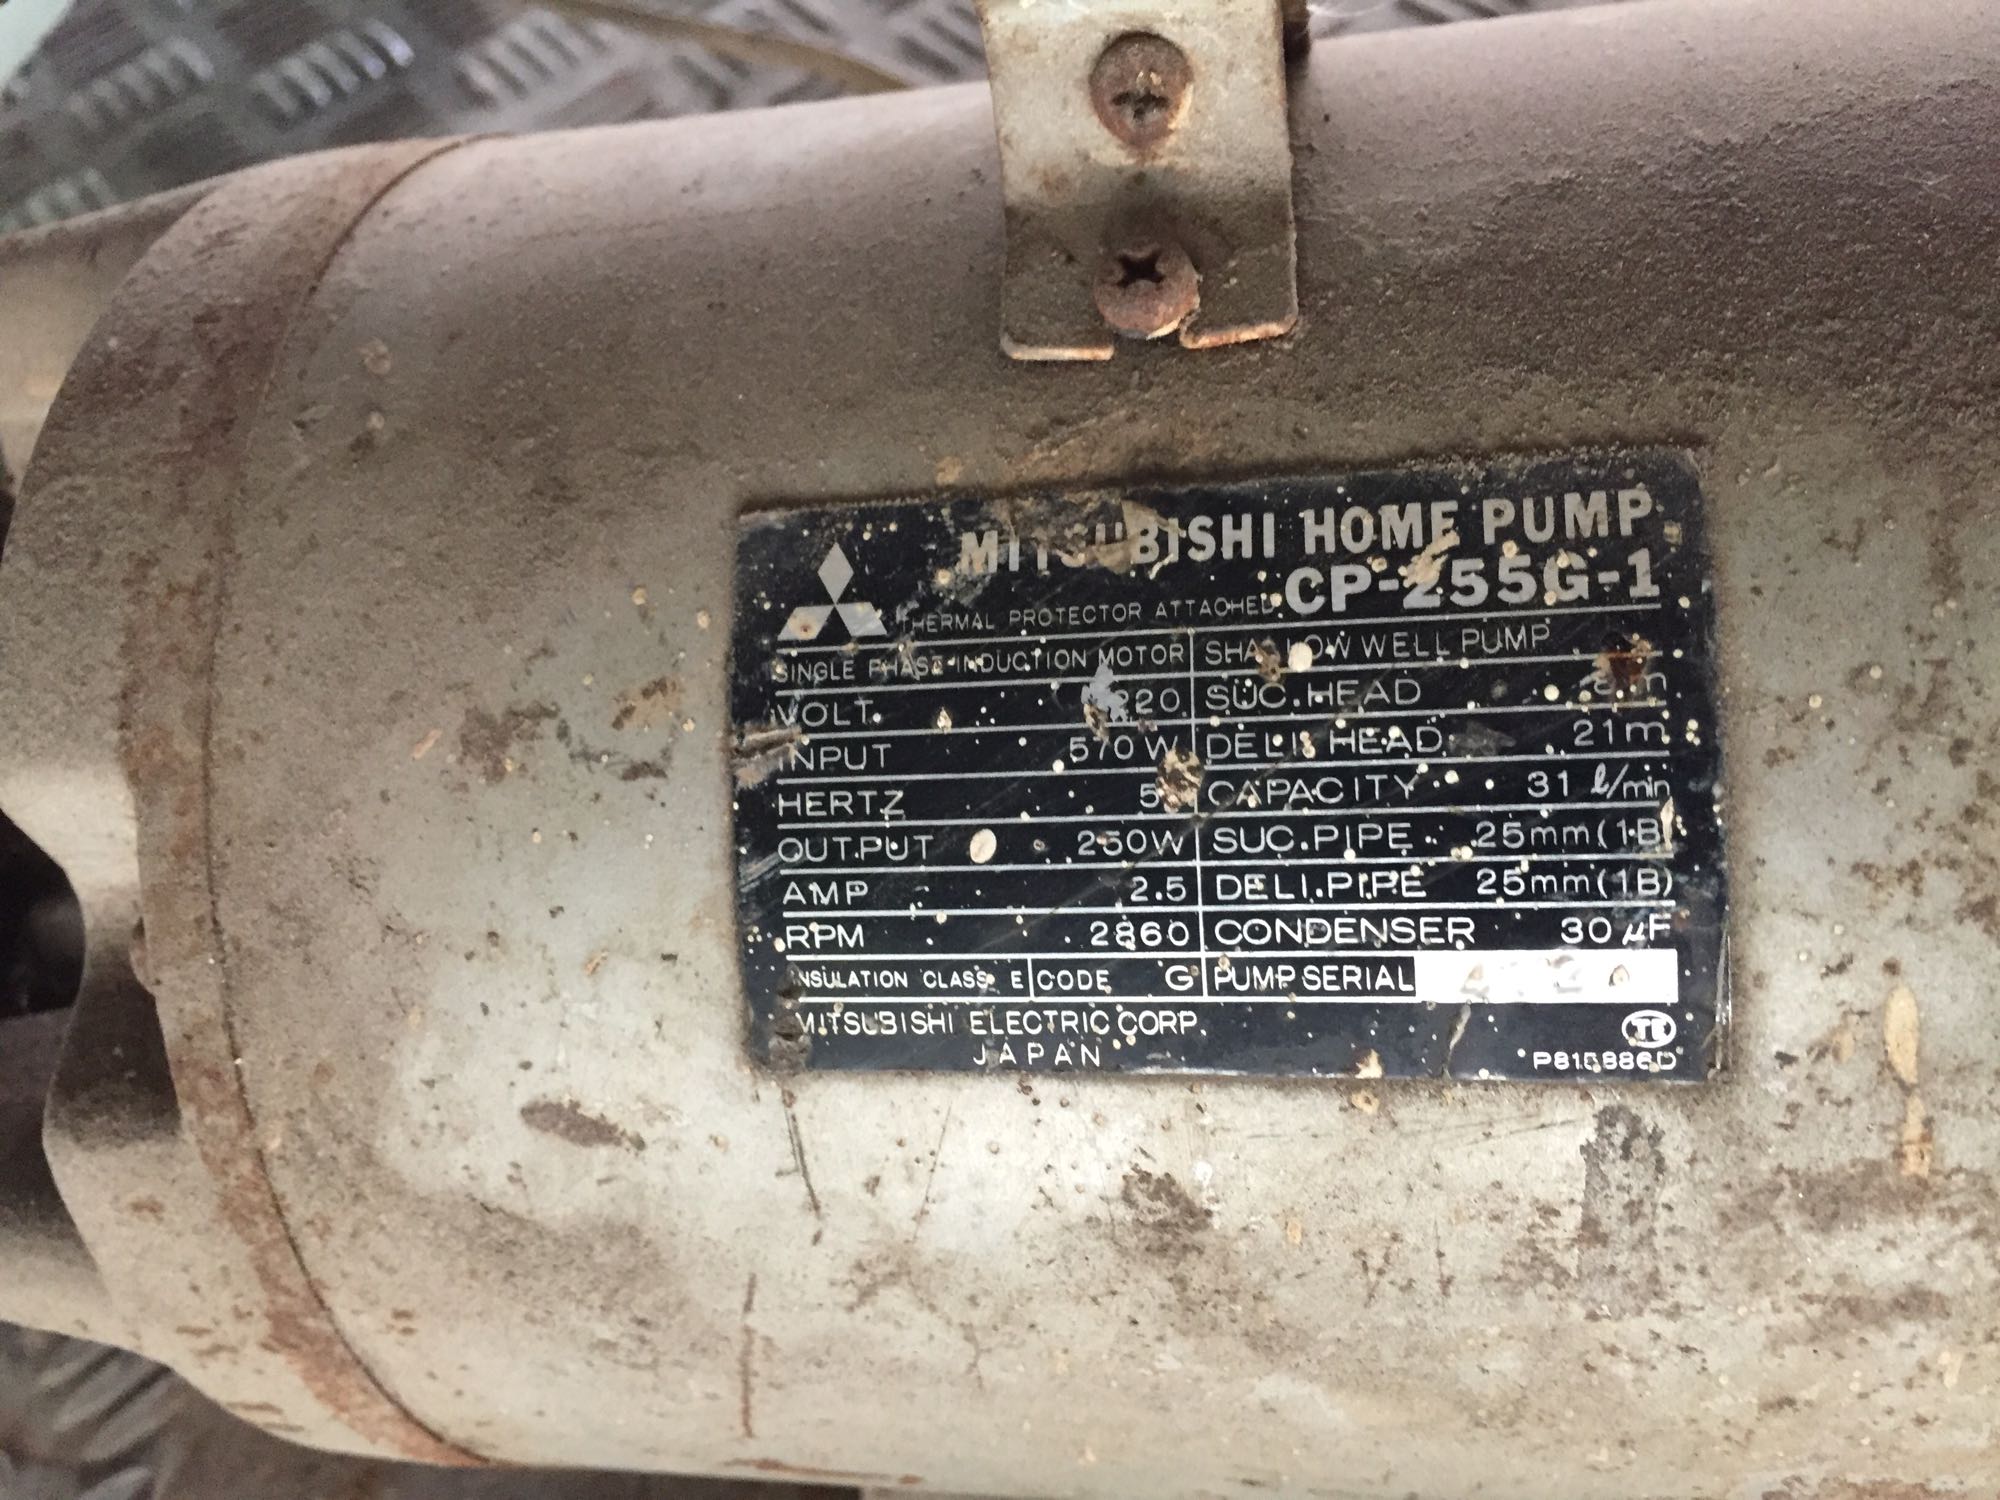 MITSUBISHI HOME PUMP
THERMAL PROTECTOR ATTACHED CP-255G-1
SINGLE PHASE INDUCTION MOTOR SHALLOW WELL PUMP
VOLT. 220 SUC. HEAD
INPUT 570W DELI. HEAD 21m
HERTZ CAPACITY 31 ℓ/min
OUTPUT 250W SUC. PIPE 25mm (1B)
AMP 2.5 DELI. PIPE 25mm (1B)
RPM 2860 CONDENSER 30 μF
INSULATION CLASS E CODE G PUMP SERIAL
MITSUBISHI ELECTRIC CORP.
JAPAN